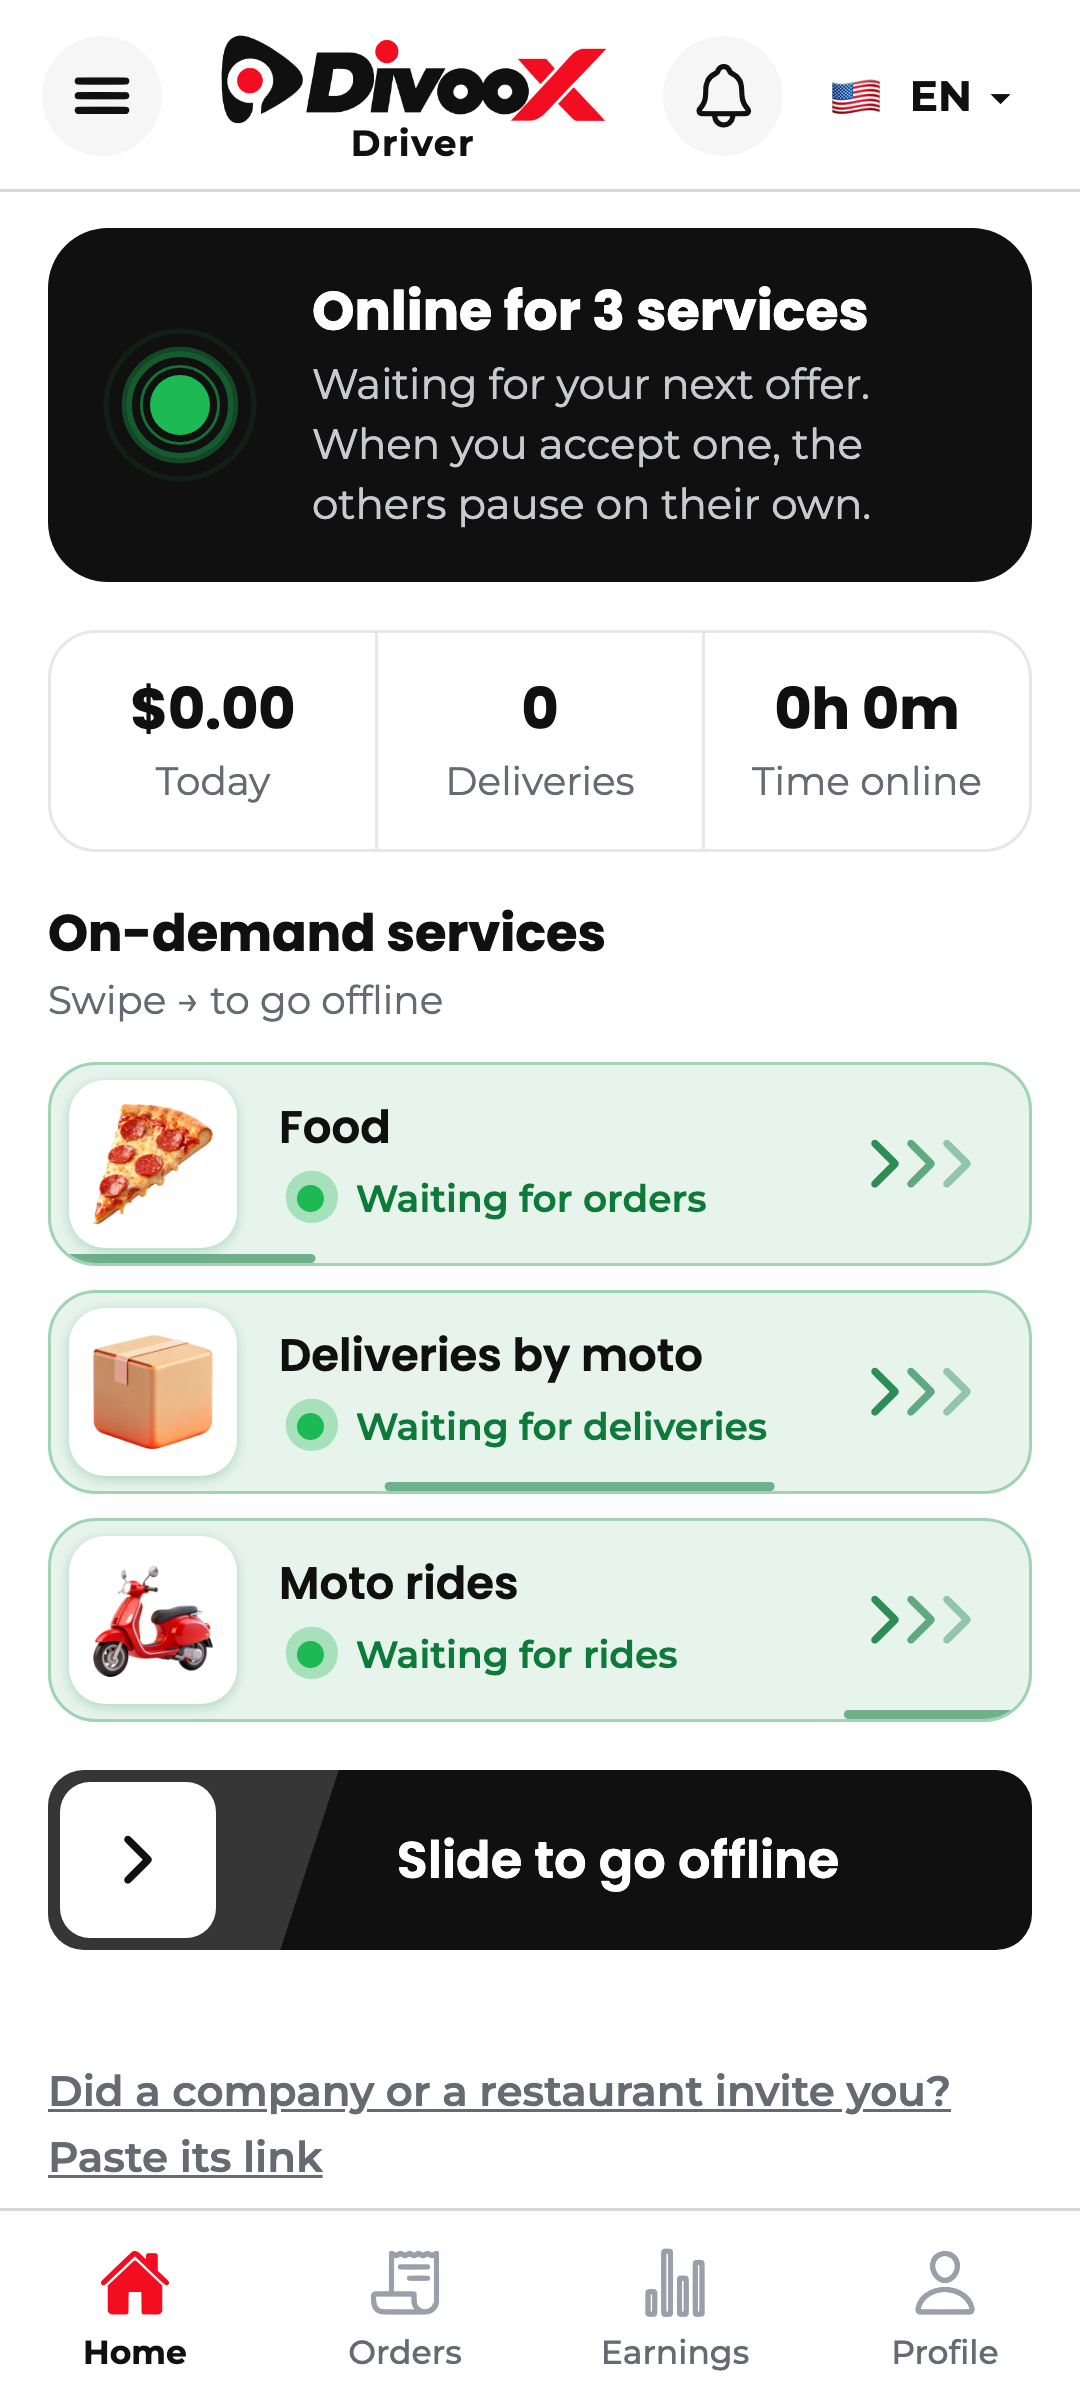 DivooX
Driver
EN
Online for 3 services
Waiting for your next offer.
When you accept one, the
others pause on their own.
$0.00
Today
0
Deliveries
0h 0m
Time online
On-demand services
Swipe → to go offline
Food
Waiting for orders
Deliveries by moto
Waiting for deliveries
Moto rides
Waiting for rides
Slide to go offline
Did a company or a restaurant invite you?
Paste its link
Home
Orders
Earnings
Profile